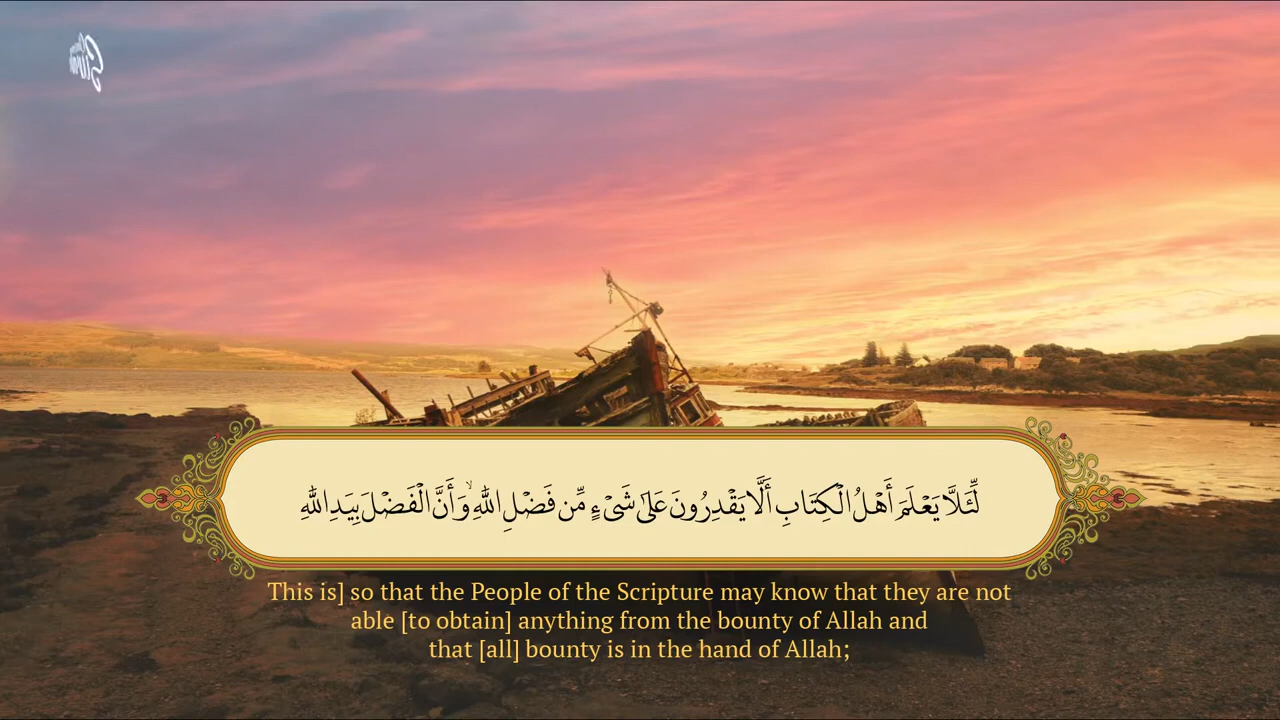 لِّئَلَّا يَعْلَمَ أَهْلُ الْكِتَابِ أَلَّا يَقْدِرُونَ عَلَىٰ شَىْءٍ مِّن فَضْلِ اللَّهِ ۙ وَأَنَّ الْفَضْلَ بِيَدِ اللَّهِ
This is] so that the People of the Scripture may know that they are not
able [to obtain] anything from the bounty of Allah and
that [all] bounty is in the hand of Allah;